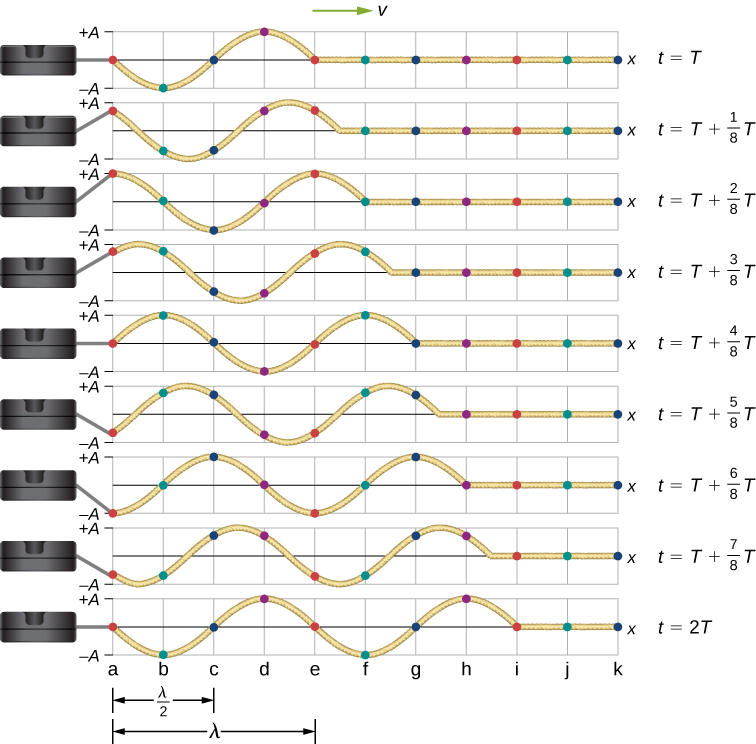 v
+A
x t = T
–A
+A
x t = T + 1/8 T
–A
+A
x t = T + 2/8 T
–A
+A
x t = T + 3/8 T
–A
+A
x t = T + 4/8 T
–A
+A
x t = T + 5/8 T
–A
+A
x t = T + 6/8 T
–A
+A
x t = T + 7/8 T
–A
+A
x t = 2T
–A
a b c d e f g h i j k
λ/2
λ